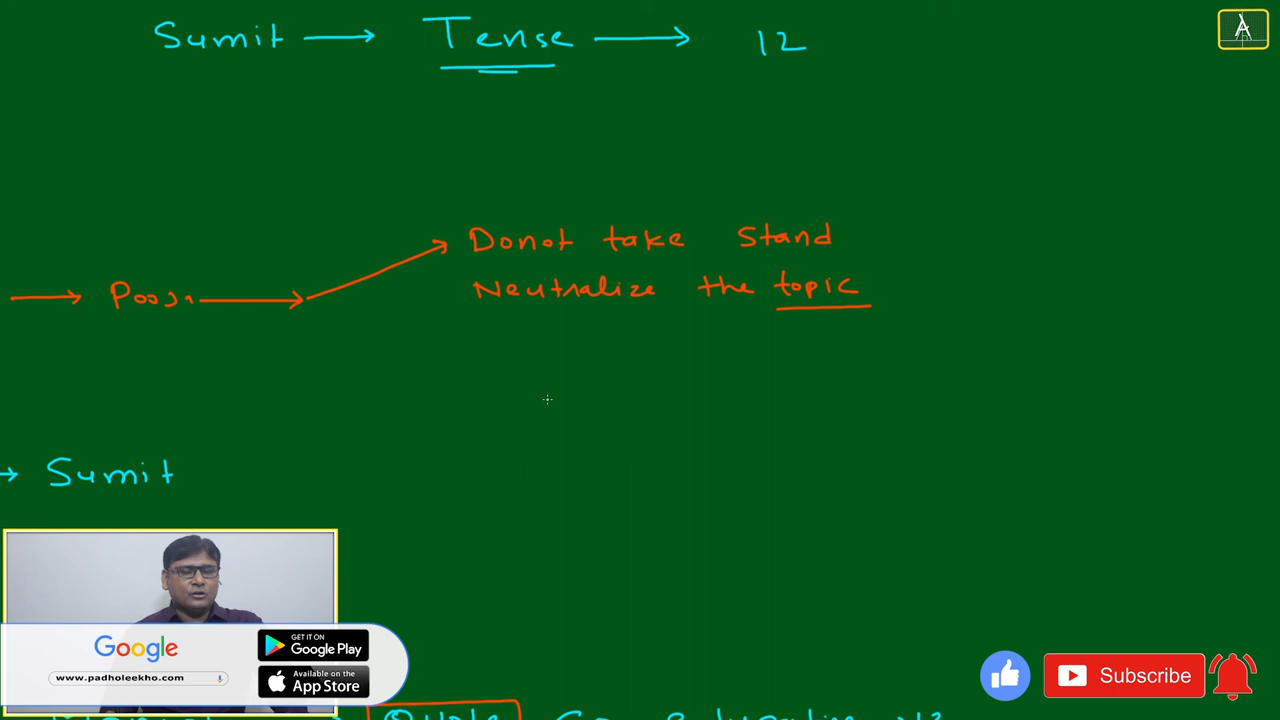 Sumit → Tense → 12
Donot take stand
→ Pooja →
Neutralize the topic
→ Sumit
Google
www.padholeekho.com
GET IT ON
Google Play
Available on the
App Store
Subscribe
Quote